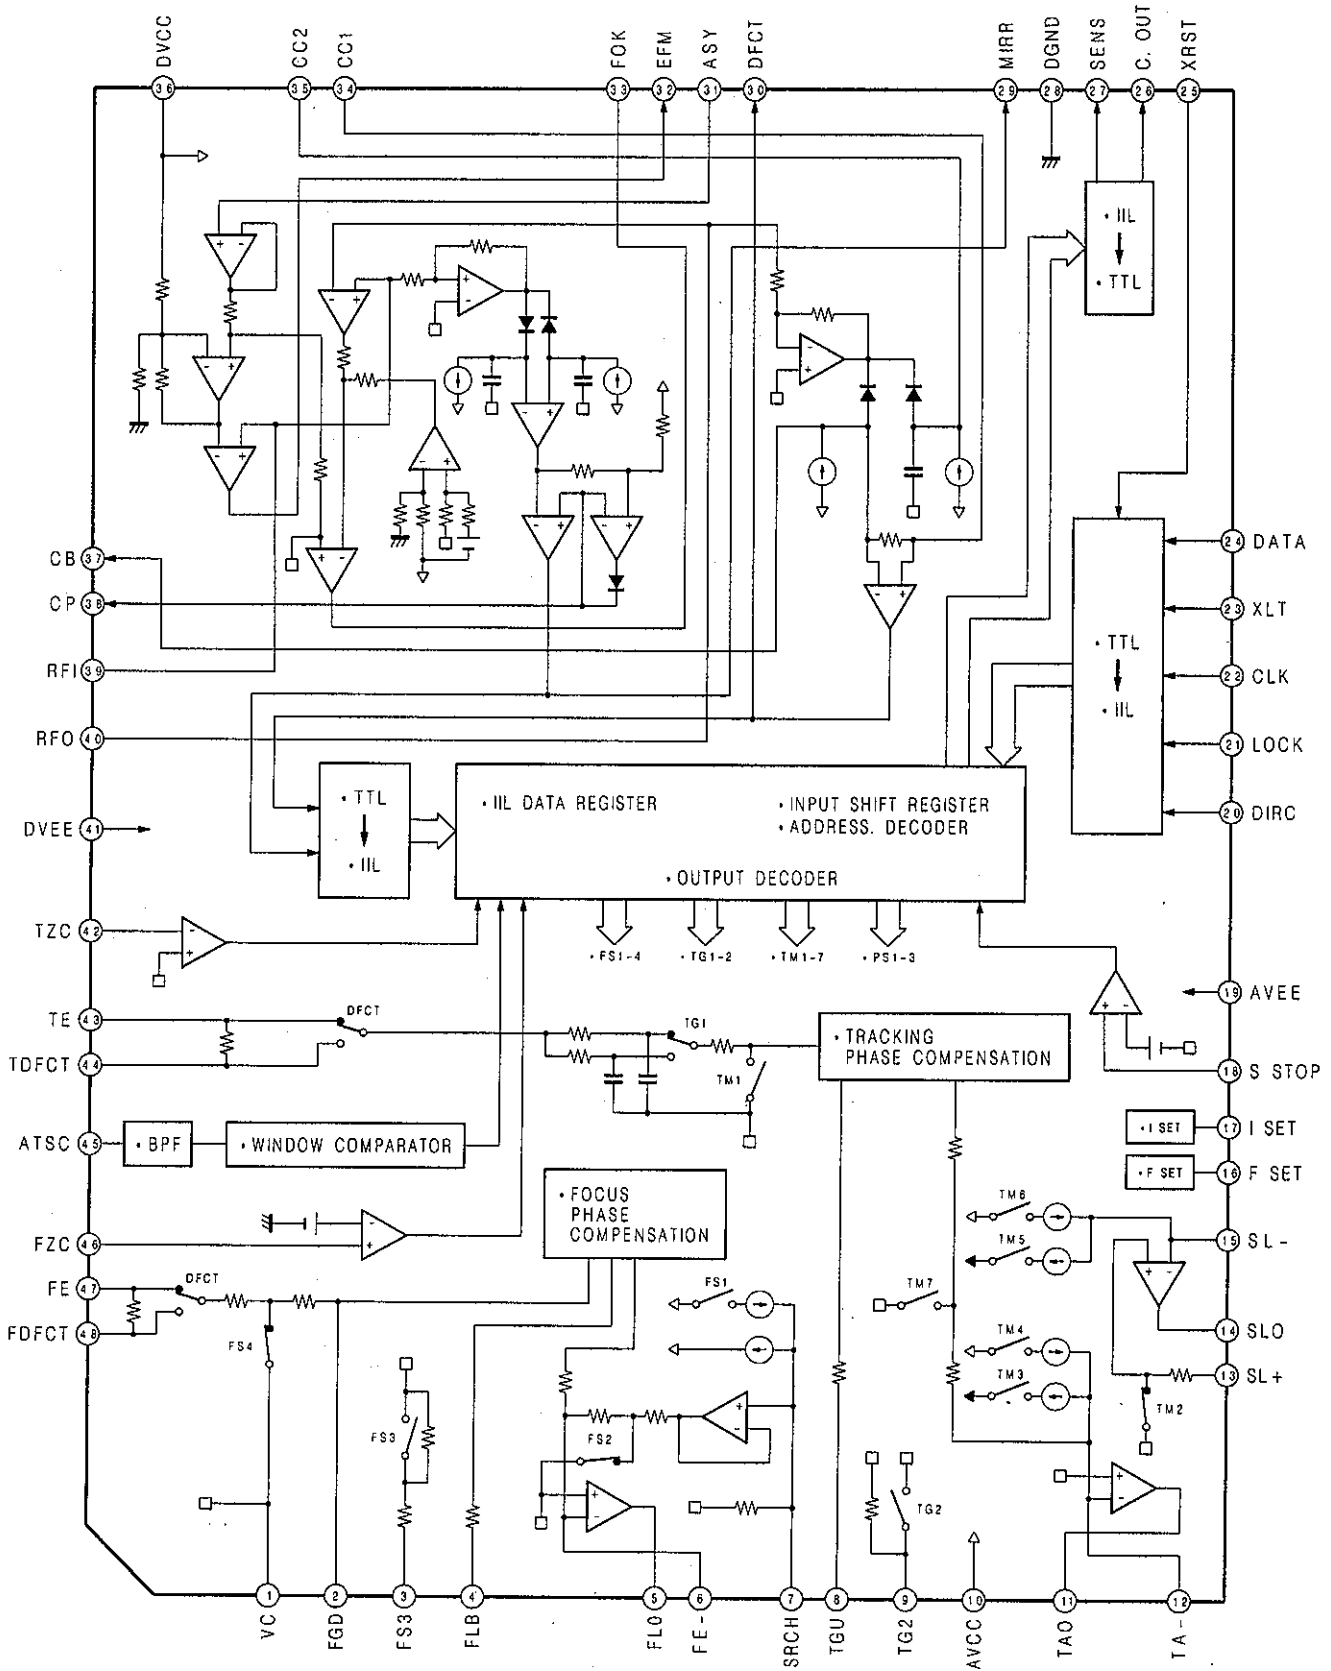 DVCC
CC2
CC1
FOK
EFM
ASY
DFCT
MIRR
DGND
SENS
C. OUT
XRST
36
35
34
33
32
31
30
29
28
27
26
25
• IIL
• TTL
CB 37
CP 38
RFI 39
RFO 40
DVEE 41
TZC 42
TE 43
TDFCT 44
ATSC 45
FZC 46
FE 47
FDFCT 48
24 DATA
23 XLT
22 CLK
21 LOCK
20 DIRC
19 AVEE
18 S STOP
17 I SET
16 F SET
15 SL-
14 SLO
13 SL+
• TTL
• IIL
• TTL
• IIL
• IIL DATA REGISTER
• INPUT SHIFT REGISTER
• ADDRESS. DECODER
• OUTPUT DECODER
• FS1-4
• TG1-2
• TM1-7
• PS1-3
DFCT
TG1
TM1
• TRACKING
PHASE COMPENSATION
• BPF
• WINDOW COMPARATOR
• I SET
• F SET
• FOCUS
PHASE
COMPENSATION
DFCT
FS4
FS3
FS2
FS1
TM6
TM5
TM7
TM4
TM3
TM2
TG2
1
2
3
4
5
6
7
8
9
10
11
12
VC
FGD
FS3
FLB
FLO
FE-
SRCH
TGU
TG2
AVCC
TAO
TA-